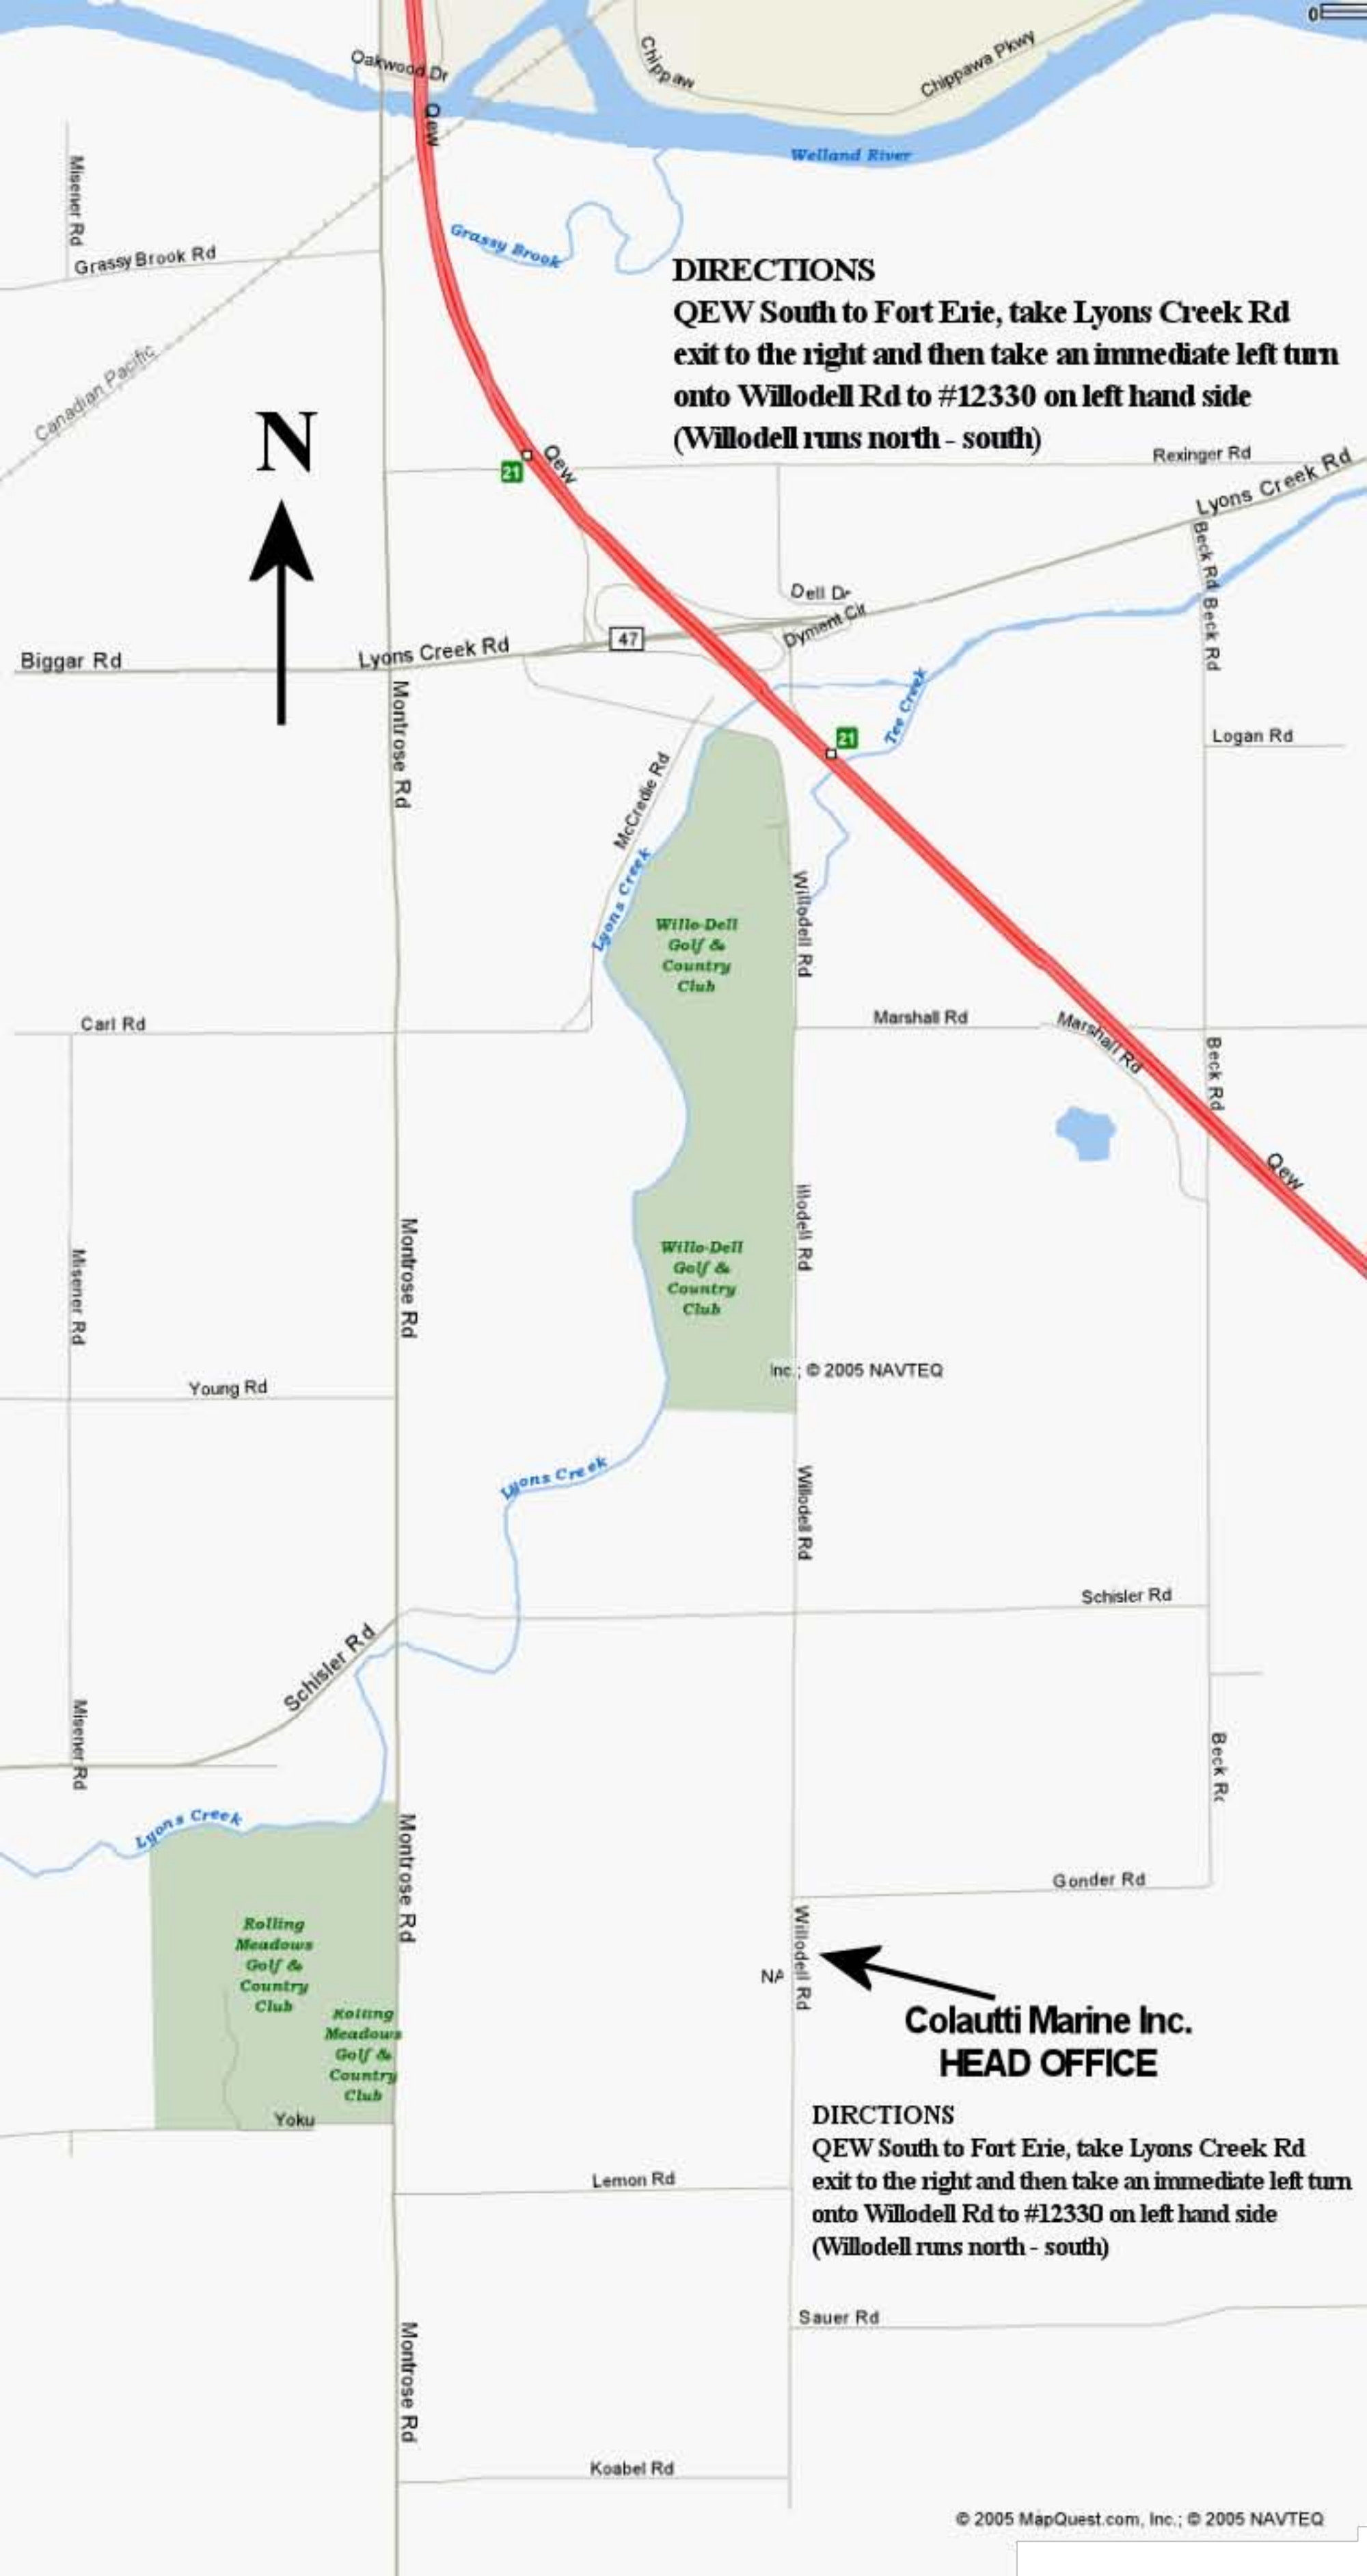 0
Oakwood Dr
Chippaw
Chippawa Pkwy
Qew
Welland River
Misener Rd
Grassy Brook Rd
Grassy Brook
DIRECTIONS
QEW South to Fort Erie, take Lyons Creek Rd
exit to the right and then take an immediate left turn
onto Willodell Rd to #12330 on left hand side
(Willodell runs north - south)
Canadian Pacific
N
Qew
21
Rexinger Rd
Lyons Creek Rd
Beck Rd
Beck Rd
Dell Dr
Dyment Cir
47
Lyons Creek Rd
Biggar Rd
Montrose Rd
Tee Creek
21
Logan Rd
McCredie Rd
Lyons Creek
Willodell Rd
Willo-Dell
Golf &
Country
Club
Carl Rd
Marshall Rd
Marshall Rd
Beck Rd
Qew
illodell Rd
Montrose Rd
Misener Rd
Willo-Dell
Golf &
Country
Club
Inc.; © 2005 NAVTEQ
Young Rd
Lyons Creek
Willodell Rd
Schisler Rd
Schisler Rd
Misener Rd
Beck Rd
Lyons Creek
Montrose Rd
Gonder Rd
Rolling
Meadows
Golf &
Country
Club
Willodell Rd
NA
Rolling
Meadows
Golf &
Country
Club
Colautti Marine Inc.
HEAD OFFICE
Yoku
DIRCTIONS
QEW South to Fort Erie, take Lyons Creek Rd
exit to the right and then take an immediate left turn
onto Willodell Rd to #12330 on left hand side
(Willodell runs north - south)
Lemon Rd
Sauer Rd
Montrose Rd
Koabel Rd
© 2005 MapQuest.com, Inc.; © 2005 NAVTEQ